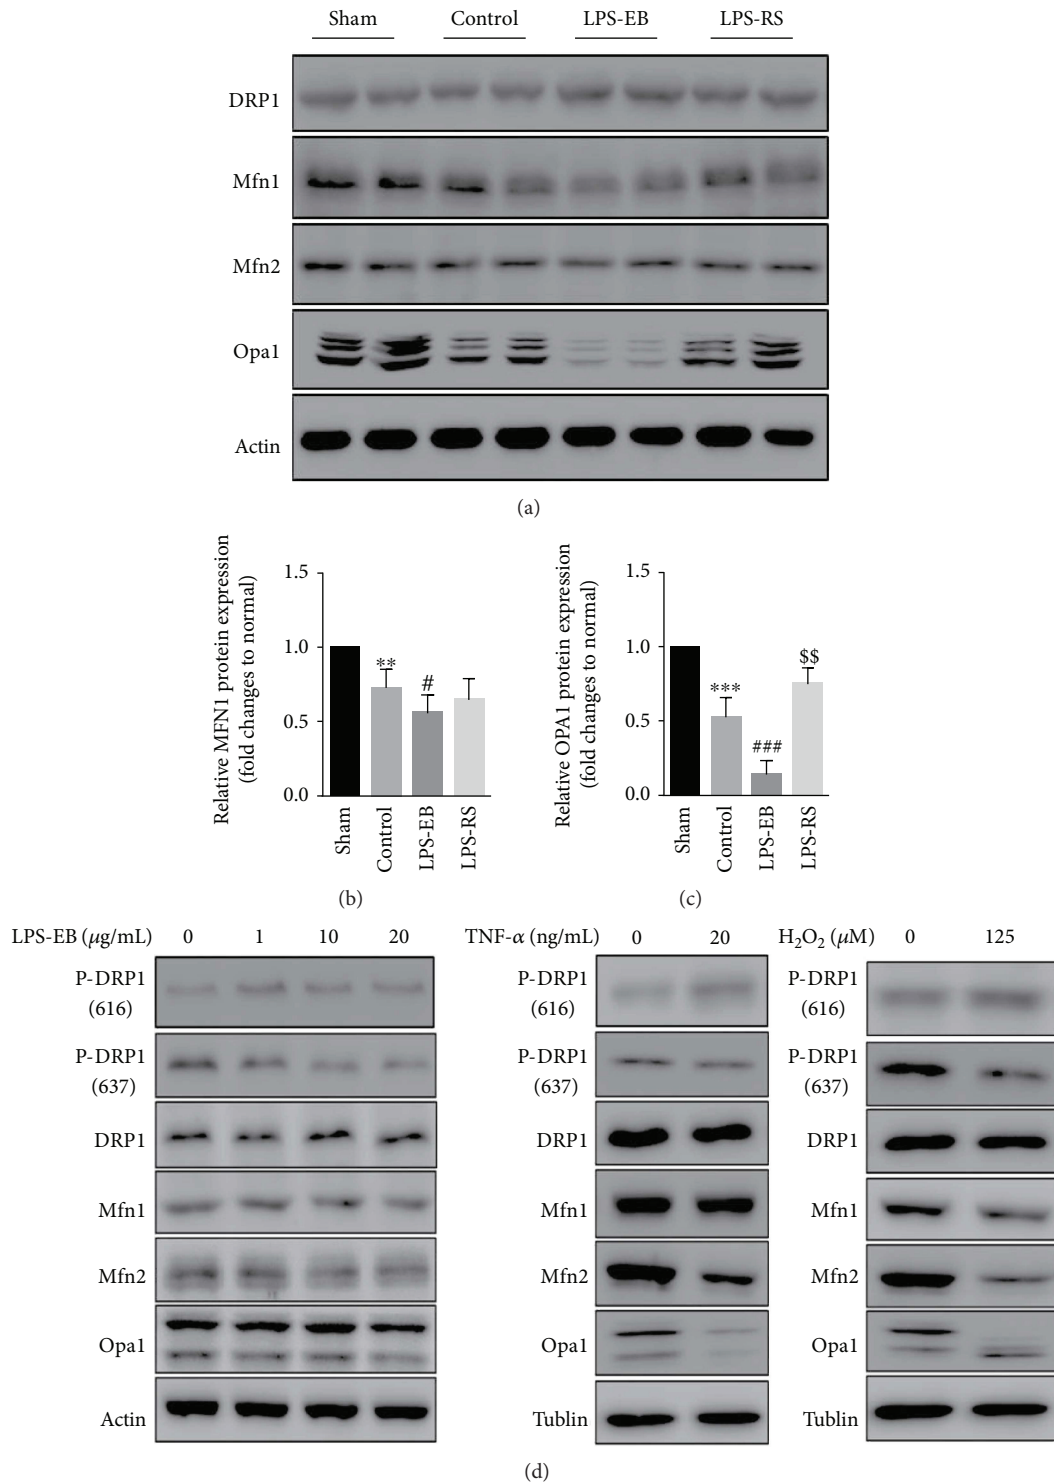 Sham Control LPS-EB LPS-RS
DRP1
Mfn1
Mfn2
Opa1
Actin
(a)
Relative MFN1 protein expression
(fold changes to normal)
1.5
1.0
0.5
0.0
**
#
Sham
Control
LPS-EB
LPS-RS
(b)
Relative OPA1 protein expression
(fold changes to normal)
1.5
1.0
0.5
0.0
***
###
$$
Sham
Control
LPS-EB
LPS-RS
(c)
LPS-EB (μg/mL) 0 1 10 20
P-DRP1
(616)
P-DRP1
(637)
DRP1
Mfn1
Mfn2
Opa1
Actin
TNF-α (ng/mL) 0 20
P-DRP1
(616)
P-DRP1
(637)
DRP1
Mfn1
Mfn2
Opa1
Tublin
H₂O₂ (μM) 0 125
P-DRP1
(616)
P-DRP1
(637)
DRP1
Mfn1
Mfn2
Opa1
Tublin
(d)